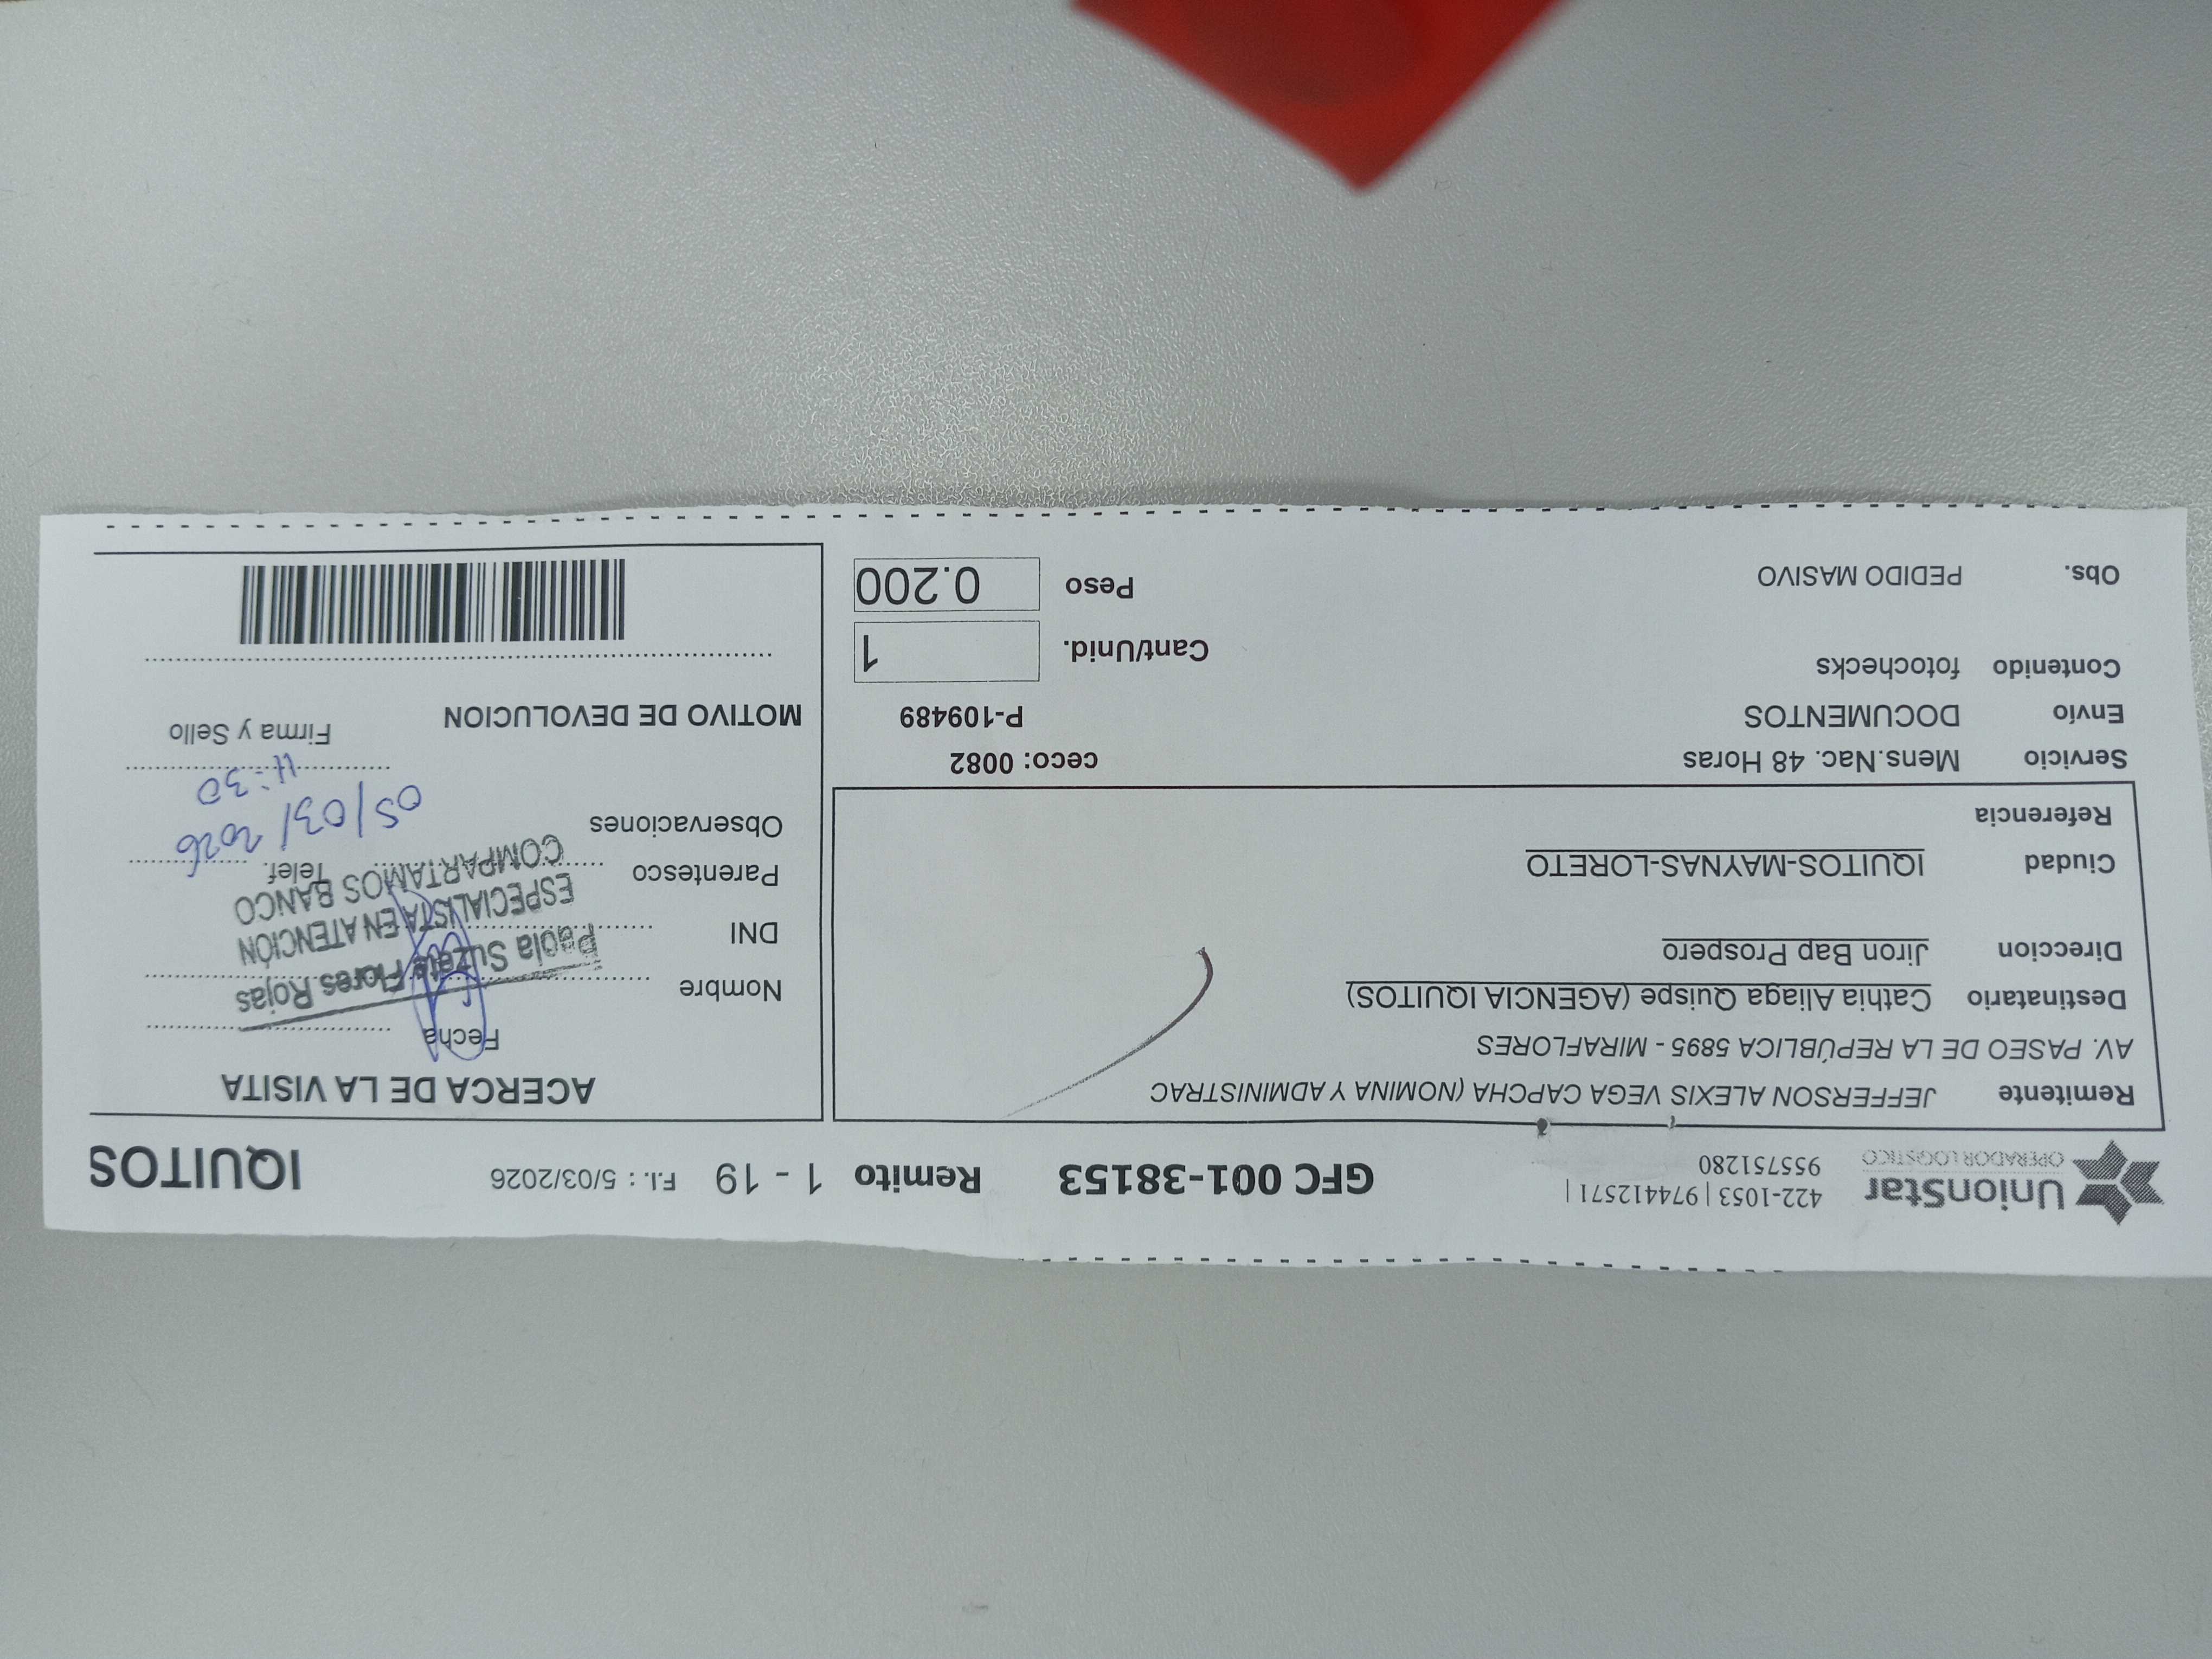 UnionStar
OPERADOR LOGISTICO
422-1053 | 974412571 |
955751280
GFC 001-38153
Remito 1 - 19
F.I. : 5/03/2026
IQUITOS
Remitente JEFFERSON ALEXIS VEGA CAPCHA (NOMINA Y ADMINISTRAC
AV. PASEO DE LA REPÚBLICA 5895 - MIRAFLORES
Destinatario Cathia Aliaga Quispe (AGENCIA IQUITOS)
Direccion Jiron Bap Prospero
Ciudad IQUITOS-MAYNAS-LORETO
Referencia
Servicio Mens.Nac. 48 Horas
ceco: 0082
Envío DOCUMENTOS
P-109489
Contenido fotochecks
Cant/Unid. 1
Obs. PEDIDO MASIVO
Peso 0.200
ACERCA DE LA VISITA
Fecha
Nombre
Paola Suzete Flores Rojas
DNI
ESPECIALISTA EN ATENCIÓN
Parentesco
Telef.
COMPARTAMOS BANCO
Observaciones
05/03/2026
11:30
MOTIVO DE DEVOLUCION
Firma y Sello